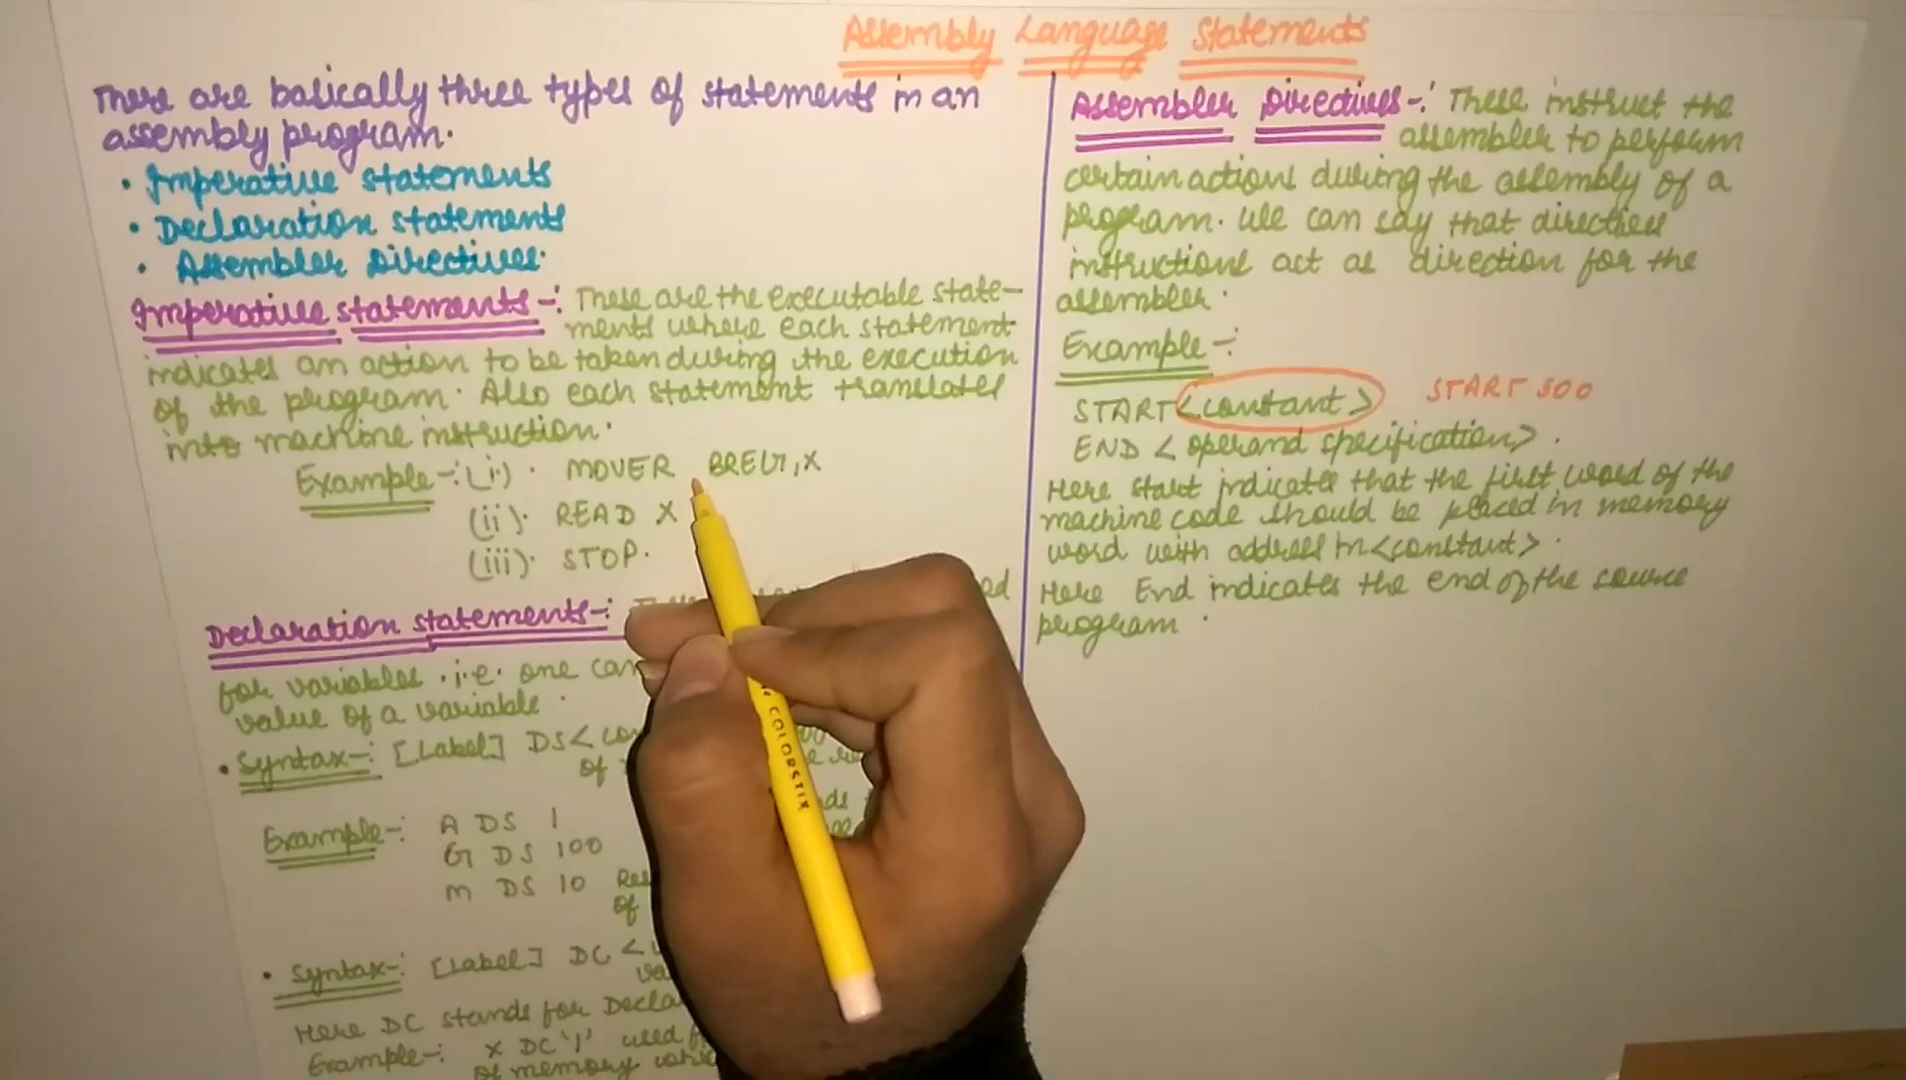 Assembly Language Statements
There are basically three types of statements in an
assembly program.
• Imperative statements
• Declaration statements
• Assembler Directives.
Imperative statements -: These are the executable state-
ments where each statement
indicates an action to be taken during the execution
of the program. Also each statement translates
into machine instruction.
Example -: (i). MOVER BREG, X
(ii). READ X
(iii). STOP.
Declaration statements -:
for variables. i.e. one can
value of a variable.
• Syntax -: [Label] DS <
of
Example -: A DS 1
G DS 100
M DS 10
of
• Syntax -: [Label] DC <
Here DC stands for
Example -: X DC '1' used
of memory
COLORSTIX
Assembler Directives -: These instruct the
assembler to perform
certain actions during the assembly of a
program. We can say that directives
instructions act as direction for the
assembler.
Example -:
START <constant> START 500
END <operand specification>.
Here start indicates that the first word of the
machine code should be placed in memory
word with address in <constant>.
Here End indicates the end of the source
program.